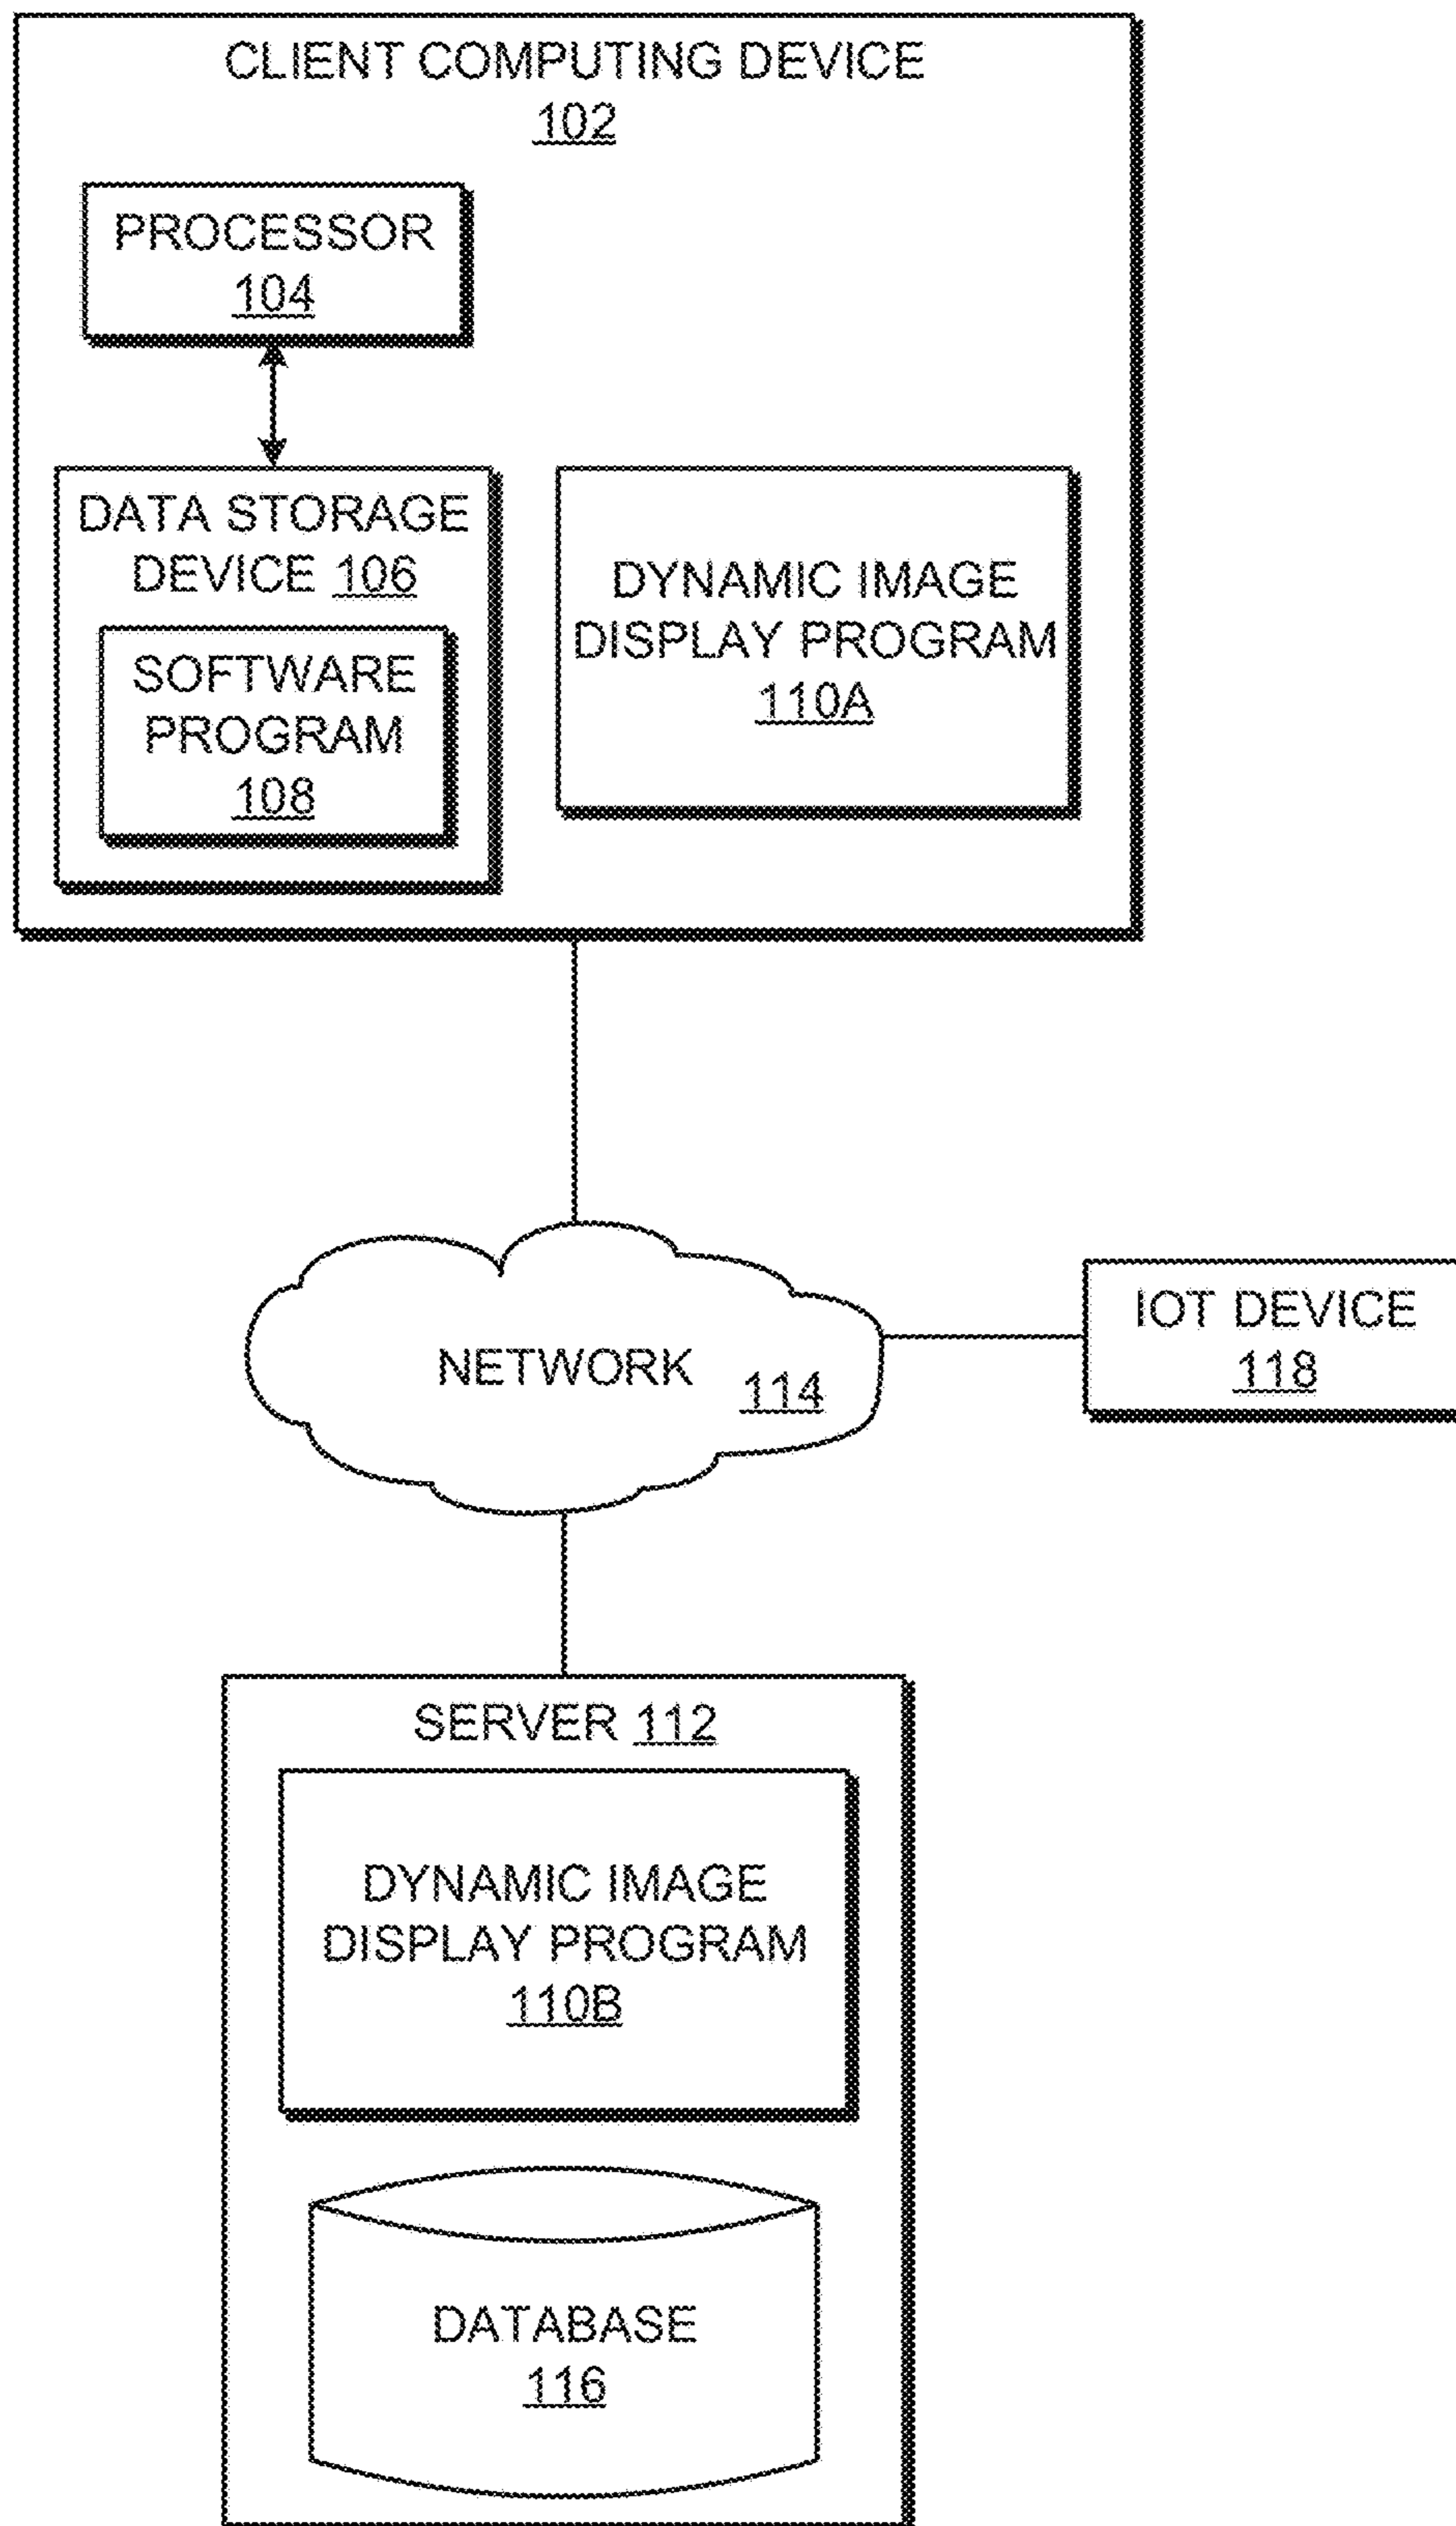 CLIENT COMPUTING DEVICE
102
PROCESSOR
104
DATA STORAGE
DEVICE 106
SOFTWARE
PROGRAM
108
DYNAMIC IMAGE
DISPLAY PROGRAM
110A
NETWORK 114
IOT DEVICE
118
SERVER 112
DYNAMIC IMAGE
DISPLAY PROGRAM
110B
DATABASE
116